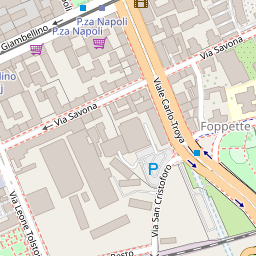 P.za Napoli
P.za Napoli
Giambellino
Napoli
Via Savona
Viale Carlo Troya
Via Savona
Foppette
P
Via San Cristoforo
Via Leone Tolstoi